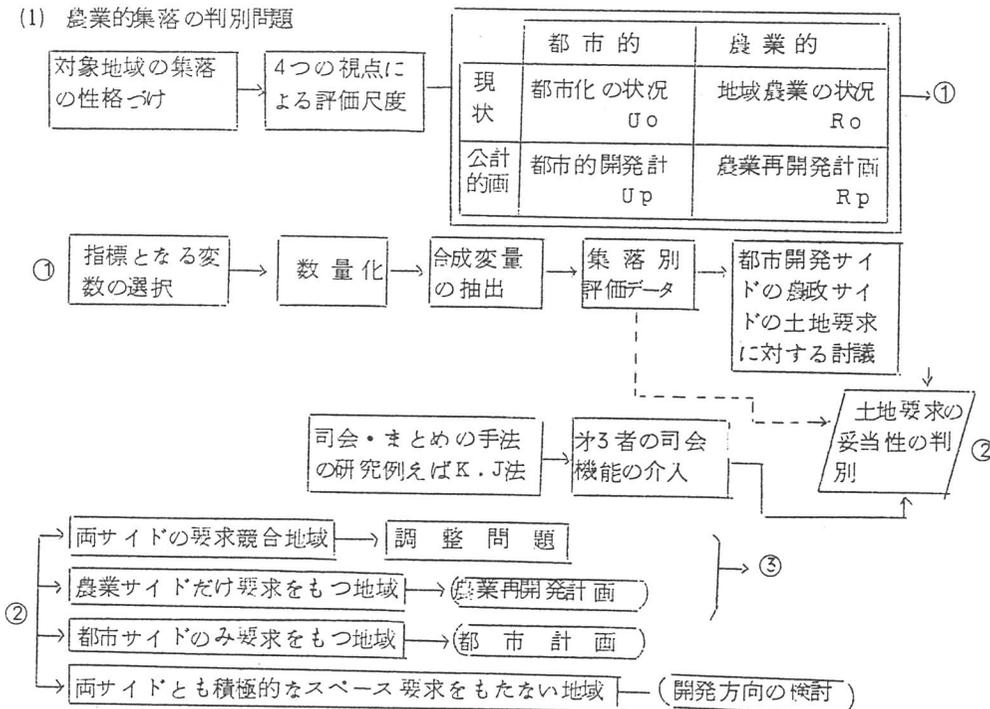 (1) 農業的集落の判別問題
対象地域の集落
の性格づけ
4つの視点に
よる評価尺度
都市的
農業的
現状
都市化の状況
Uo
地域農業の状況
Ro
①
公的計画
都市的開発計
Up
農業再開発計画
Rp
①
指標となる変
数の選択
数量化
合成変量
の抽出
集落別
評価データ
都市開発サイ
ドの農政サイ
ドの土地要求
に対する討議
司会・まとめの手法
の研究例えばK.J法
才3者の司会
機能の介入
土地要求の
妥当性の判
別
②
②
両サイドの要求競合地域
調整問題
農業サイドだけ要求をもつ地域
農業再開発計画
③
都市サイドのみ要求をもつ地域
都市計画
両サイドとも積極的なスペース要求をもたない地域
開発方向の検討